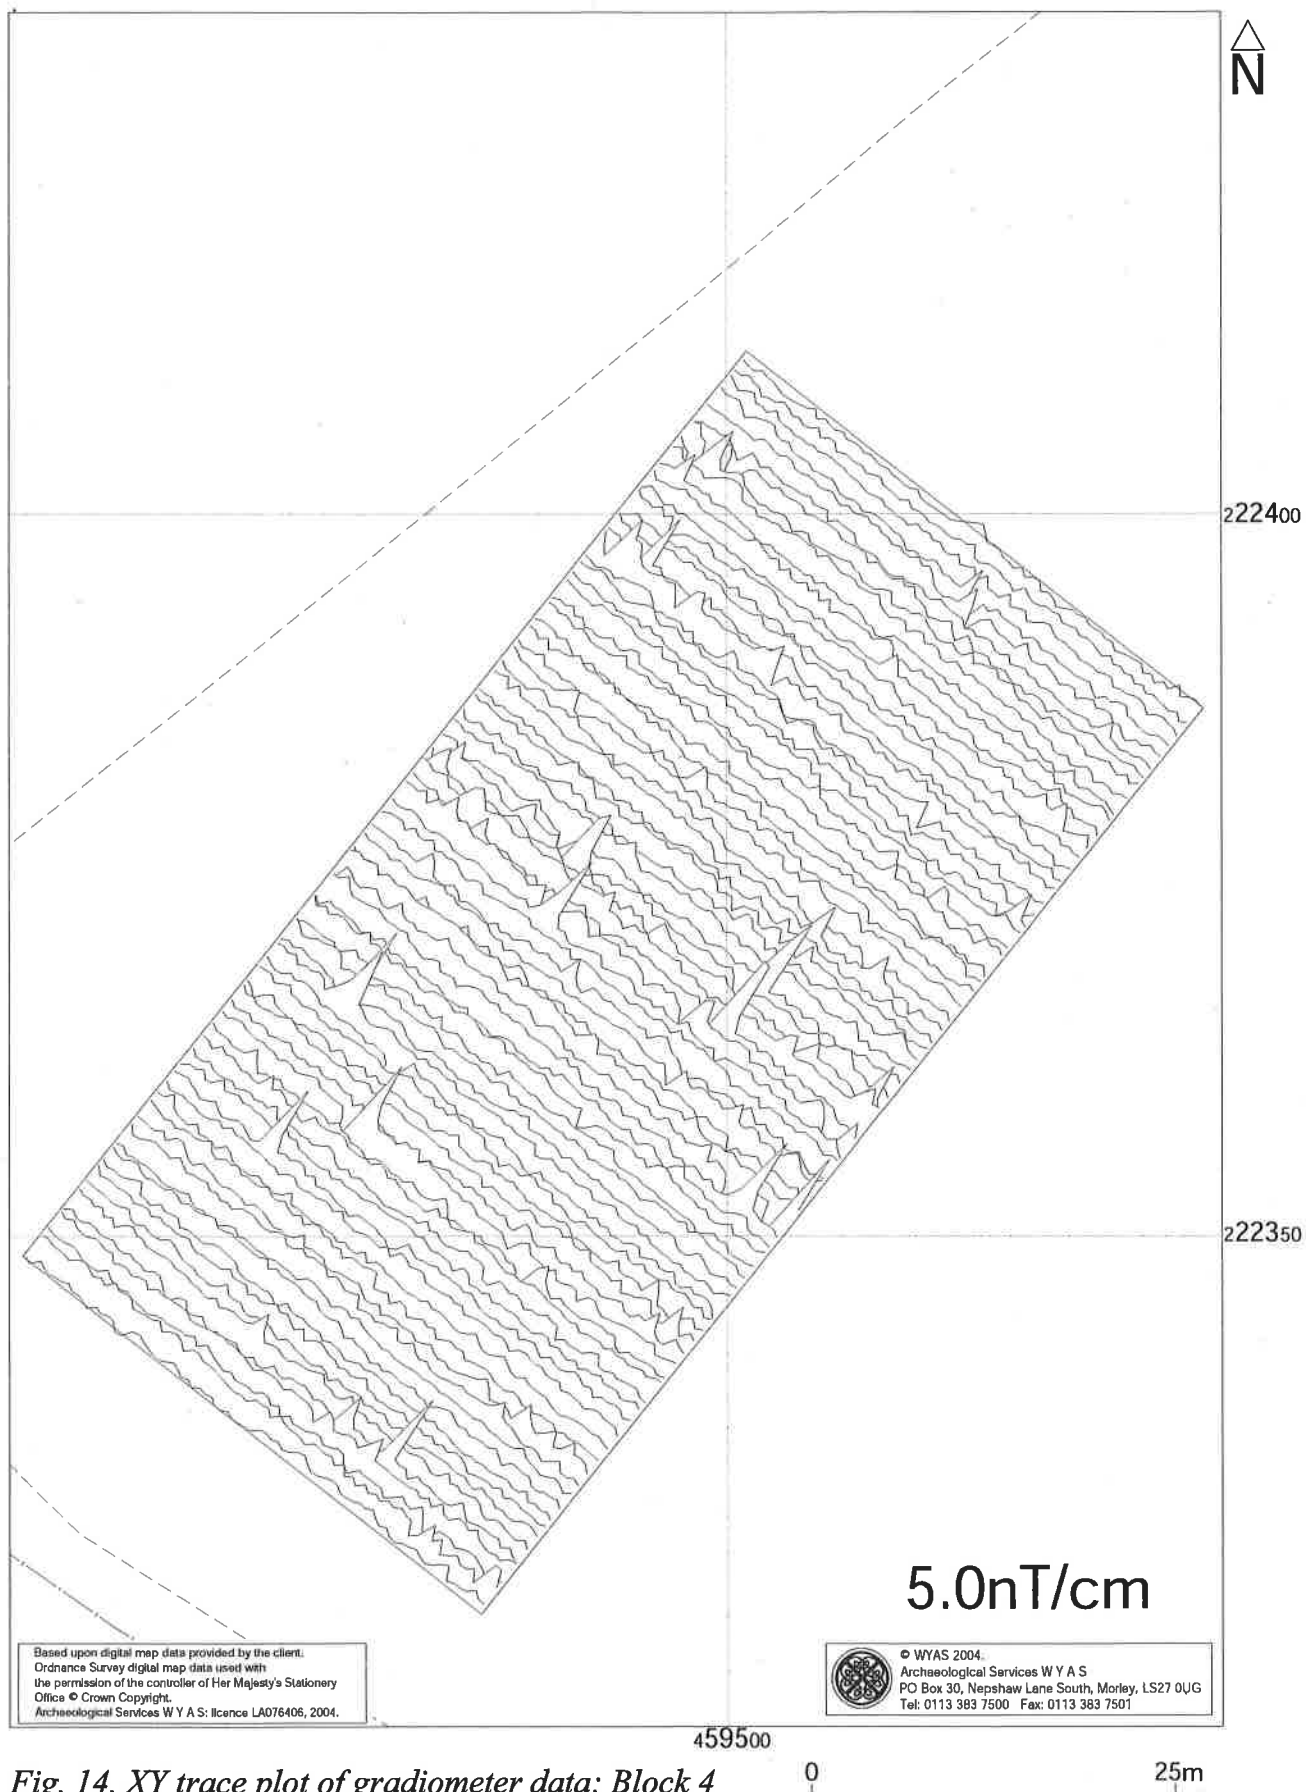 N
222400
222350
5.0nT/cm
Based upon digital map data provided by the client.
Ordnance Survey digital map data used with
the permission of the controller of Her Majesty's Stationery
Office © Crown Copyright.
Archaeological Services W Y A S: licence LA076406, 2004.
© WYAS 2004.
Archaeological Services W Y A S
PO Box 30, Nepshaw Lane South, Morley, LS27 0UG
Tel: 0113 383 7500 Fax: 0113 383 7501
459500
Fig. 14. XY trace plot of gradiometer data; Block 4
0 25m